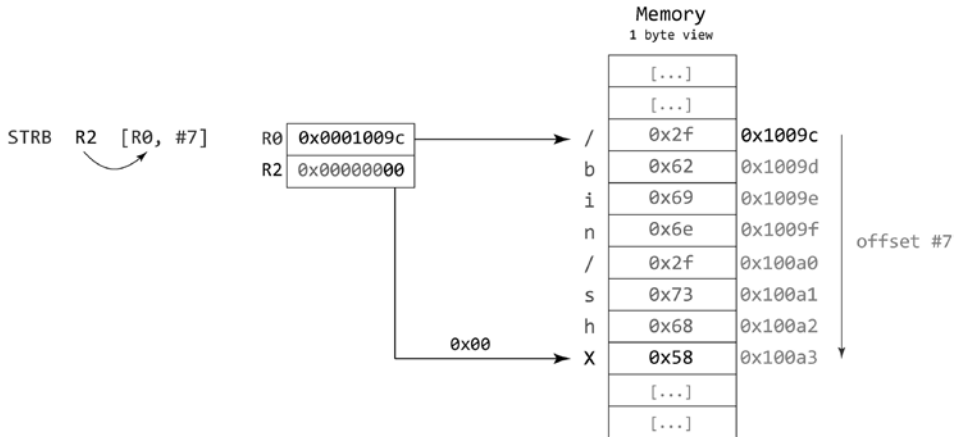 Memory
1 byte view
[...]
[...]
STRB R2 [R0, #7] R0 0x0001009c / 0x2f 0x1009c
R2 0x00000000 b 0x62 0x1009d
i 0x69 0x1009e
n 0x6e 0x1009f
offset #7
/ 0x2f 0x100a0
s 0x73 0x100a1
h 0x68 0x100a2
0x00 X 0x58 0x100a3
[...]
[...]